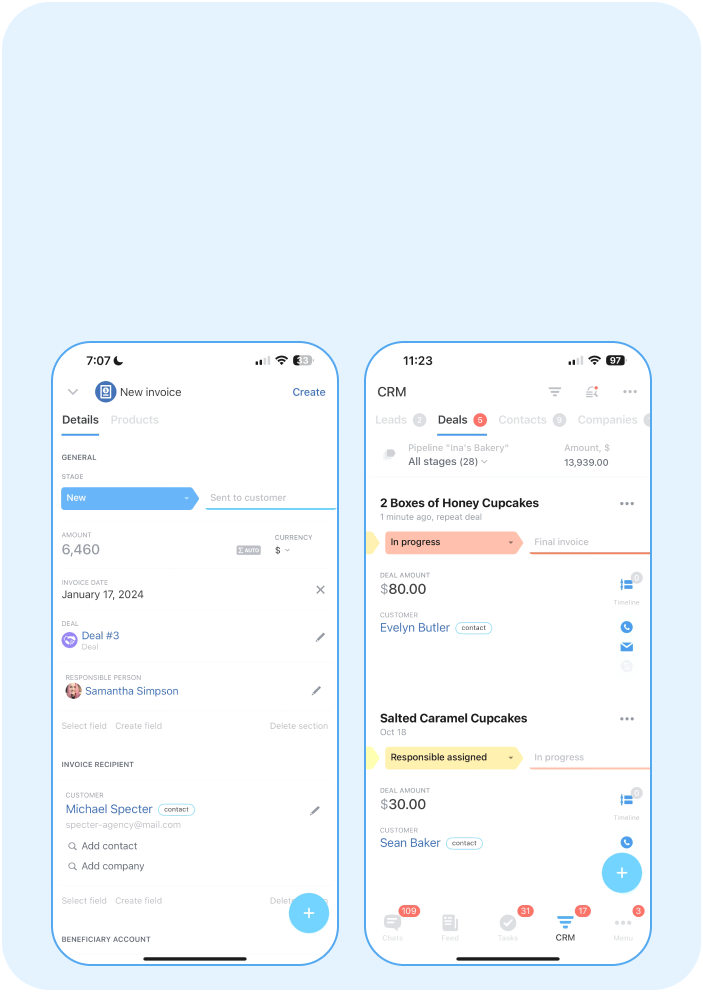 7:07
33
New invoice
Create
Details
Products
GENERAL
STAGE
New
Sent to customer
AMOUNT
6,460
AUTO
CURRENCY
$
INVOICE DATE
January 17, 2024
DEAL
Deal #3
Deal
RESPONSIBLE PERSON
Samantha Simpson
Select field
Create field
Delete section
INVOICE RECIPIENT
CUSTOMER
Michael Specter
contact
specter-agency@mail.com
Add contact
Add company
Select field
Create field
BENEFICIARY ACCOUNT
11:23
97
CRM
Leads 2
Deals 5
Contacts 9
Companies
Pipeline "Ina's Bakery"
Amount, $
All stages (28)
13,939.00
2 Boxes of Honey Cupcakes
1 minute ago, repeat deal
In progress
Final invoice
DEAL AMOUNT
$80.00
0
Timeline
CUSTOMER
Evelyn Butler
contact
Salted Caramel Cupcakes
Oct 18
Responsible assigned
In progress
DEAL AMOUNT
$30.00
0
Timeline
CUSTOMER
Sean Baker
contact
109
31
17
3
Chats
Feed
Tasks
CRM
Menu